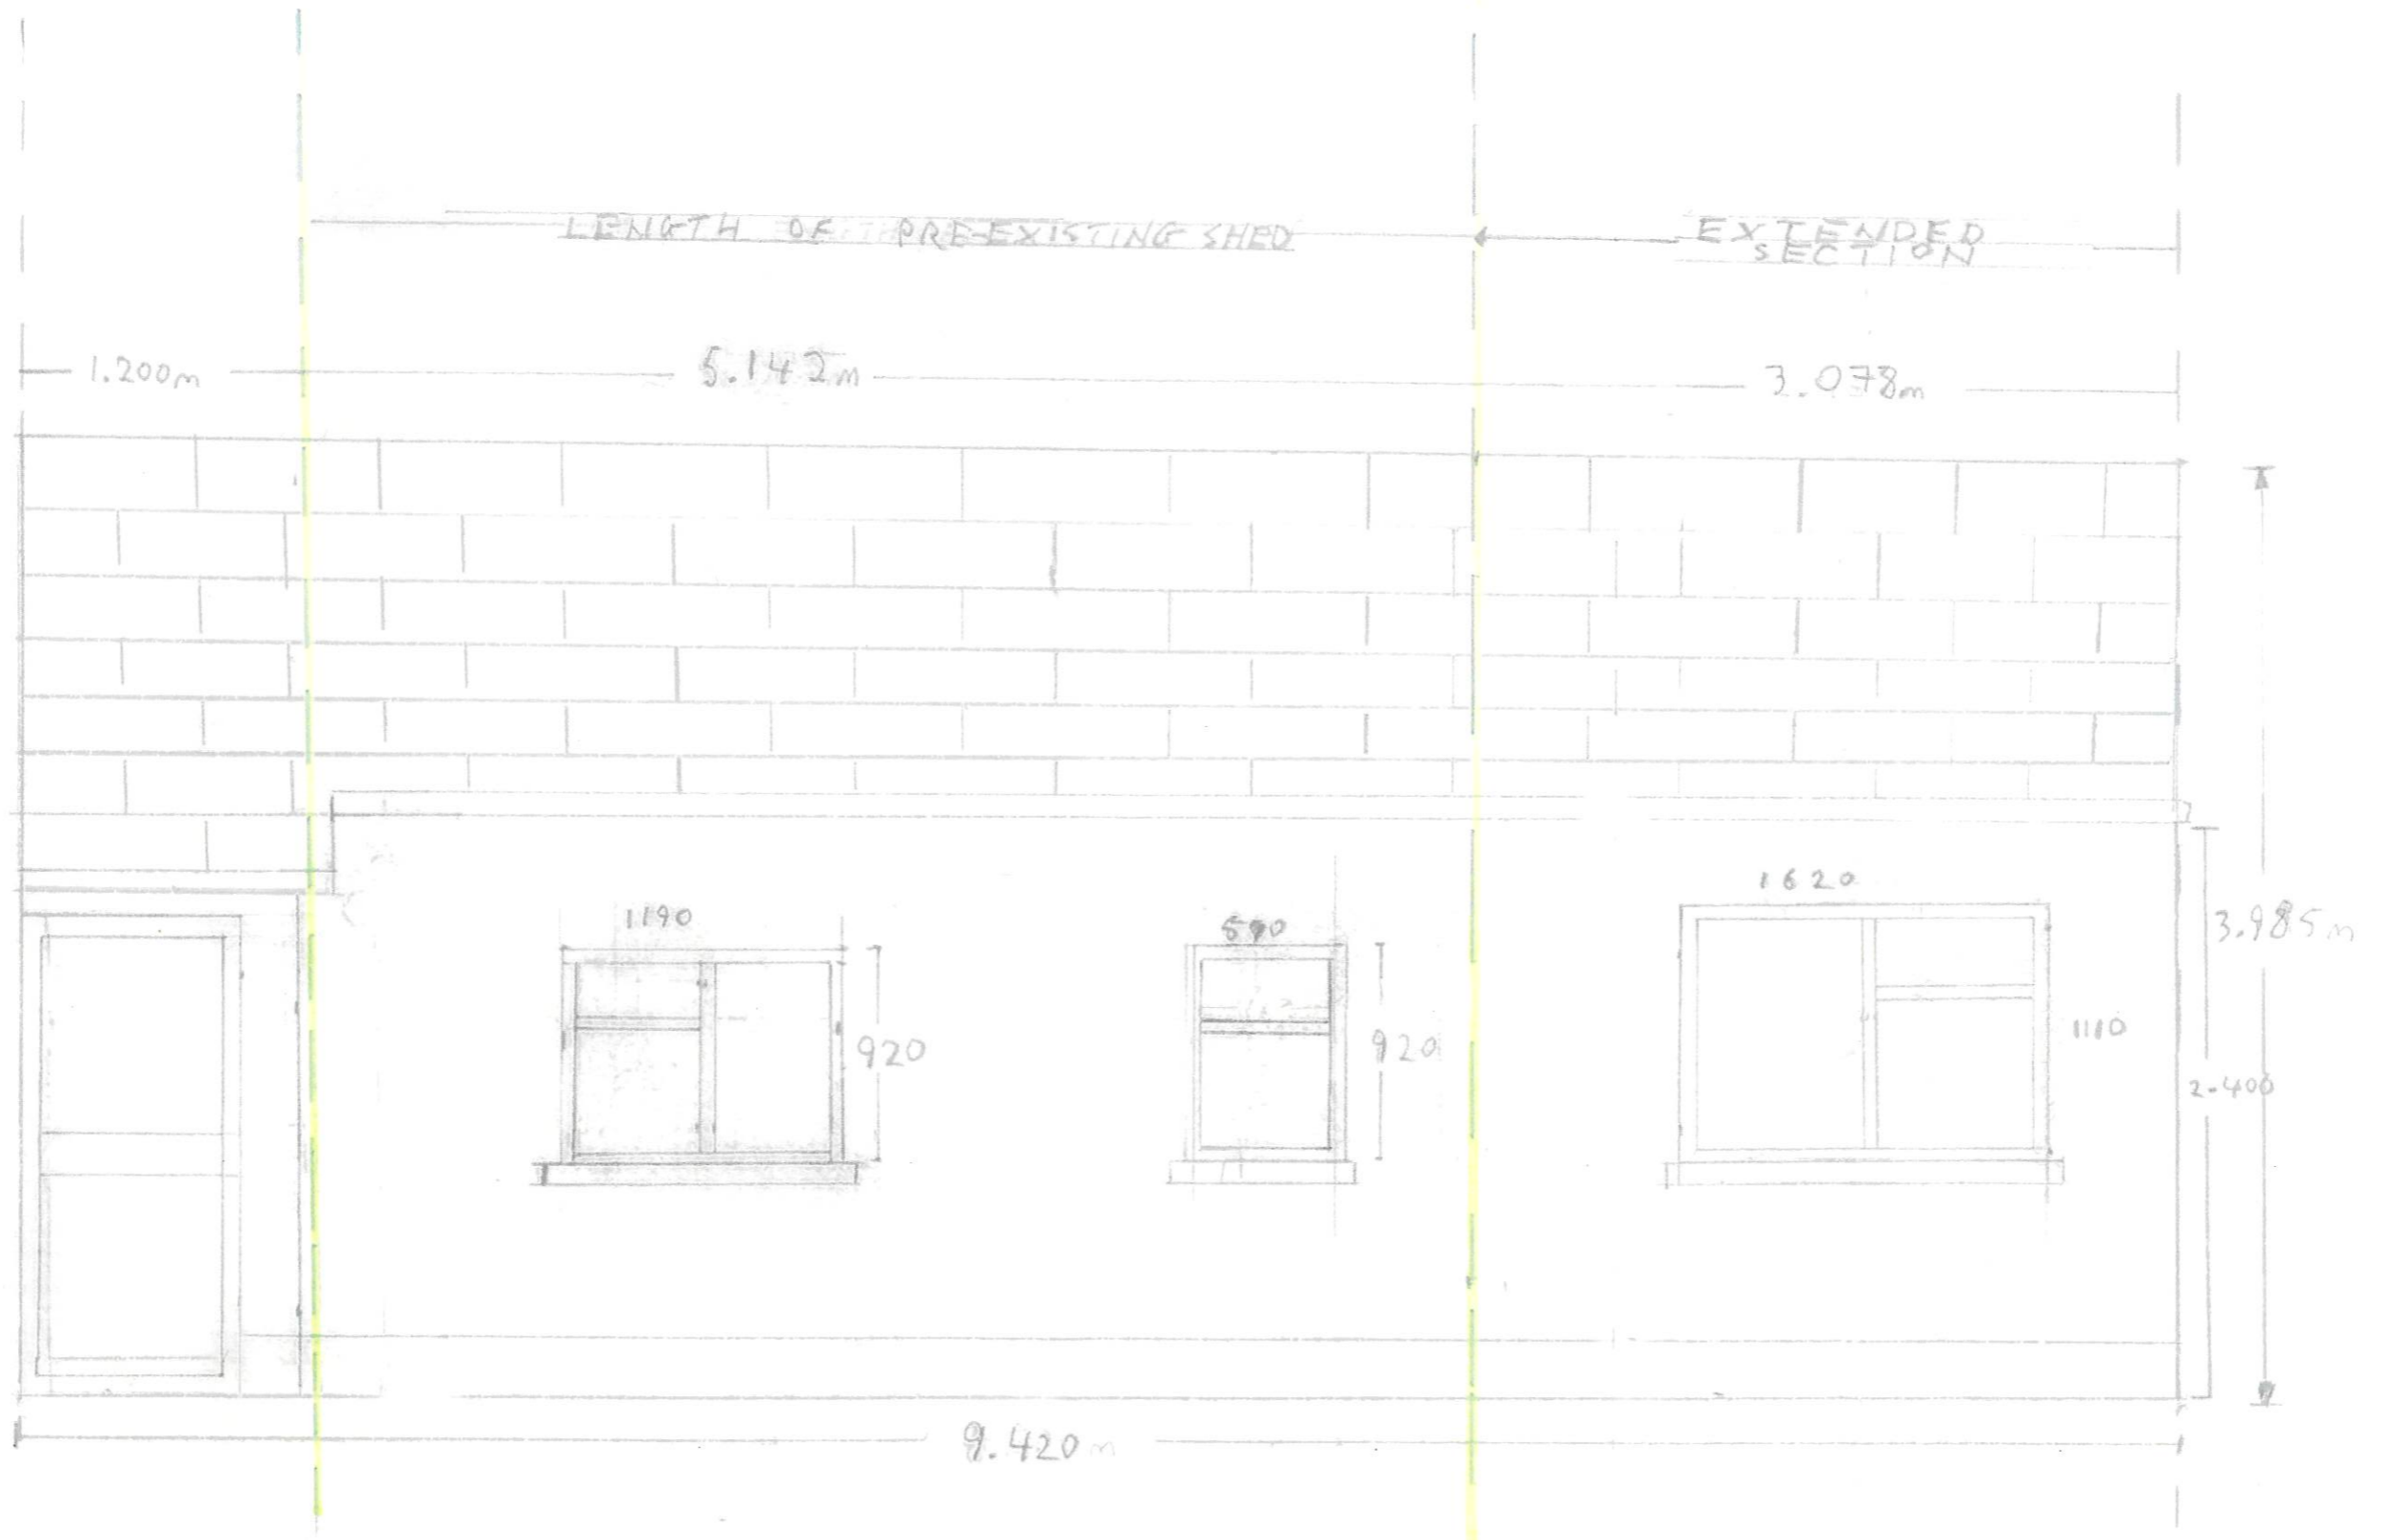 LENGTH OF PRE-EXISTING SHED
EXTENDED
SECTION
1.200m
5.142m
3.078m
1190
590
1620
3.985m
920
920
1110
2.400
9.420m